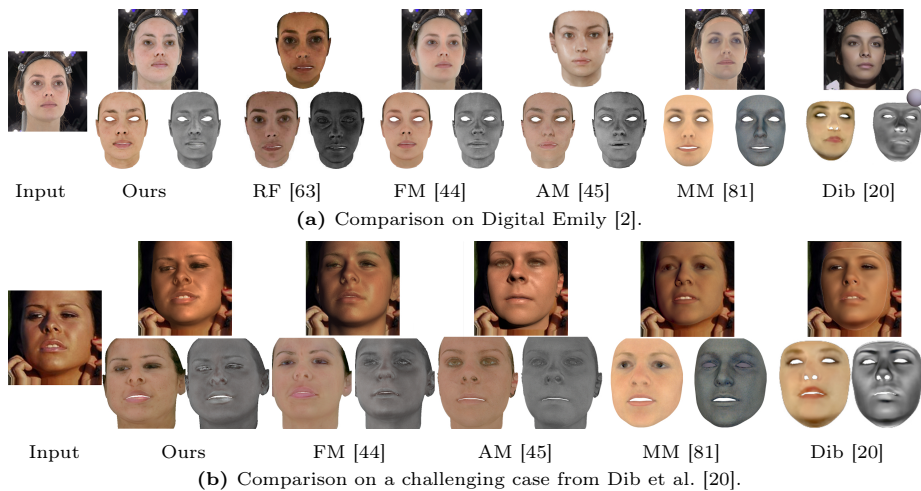 Input Ours RF [63] FM [44] AM [45] MM [81] Dib [20]
(a) Comparison on Digital Emily [2].
Input Ours FM [44] AM [45] MM [81] Dib [20]
(b) Comparison on a challenging case from Dib et al. [20].